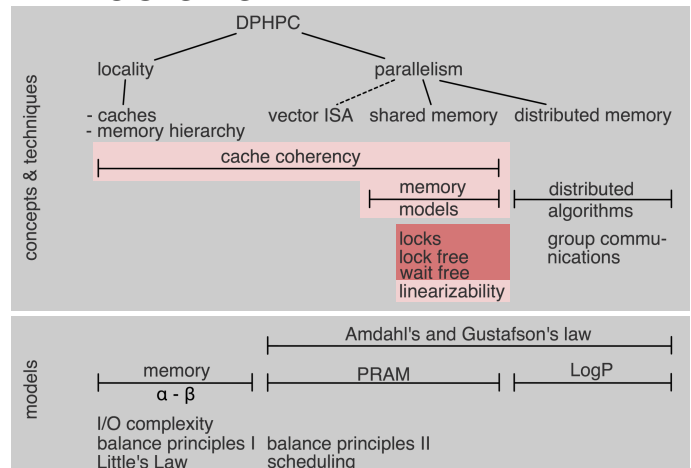 DPHPC
locality
parallelism
- caches
- memory hierarchy
vector ISA
shared memory
distributed memory
cache coherency
memory
models
distributed
algorithms
locks
lock free
wait free
linearizability
group commu-
nications
concepts & techniques
Amdahl's and Gustafson's law
memory
α - β
PRAM
LogP
I/O complexity
balance principles I
balance principles II
Little's Law
scheduling
models